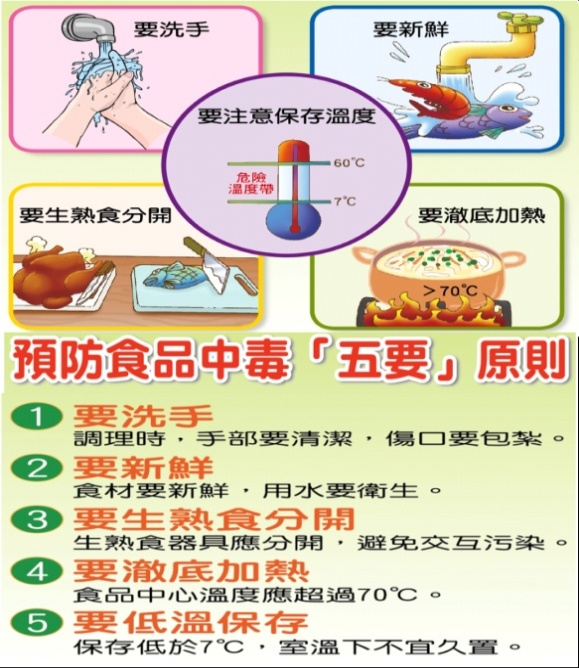 要洗手
要新鮮
要注意保存溫度
60℃
危險
溫度帶
7℃
要生熟食分開
要澈底加熱
>70℃
預防食品中毒「五要」原則
1 要洗手
調理時，手部要清潔，傷口要包紮。
2 要新鮮
食材要新鮮，用水要衛生。
3 要生熟食分開
生熟食器具應分開，避免交互污染。
4 要澈底加熱
食品中心溫度應超過70℃。
5 要低溫保存
保存低於7℃，室溫下不宜久置。